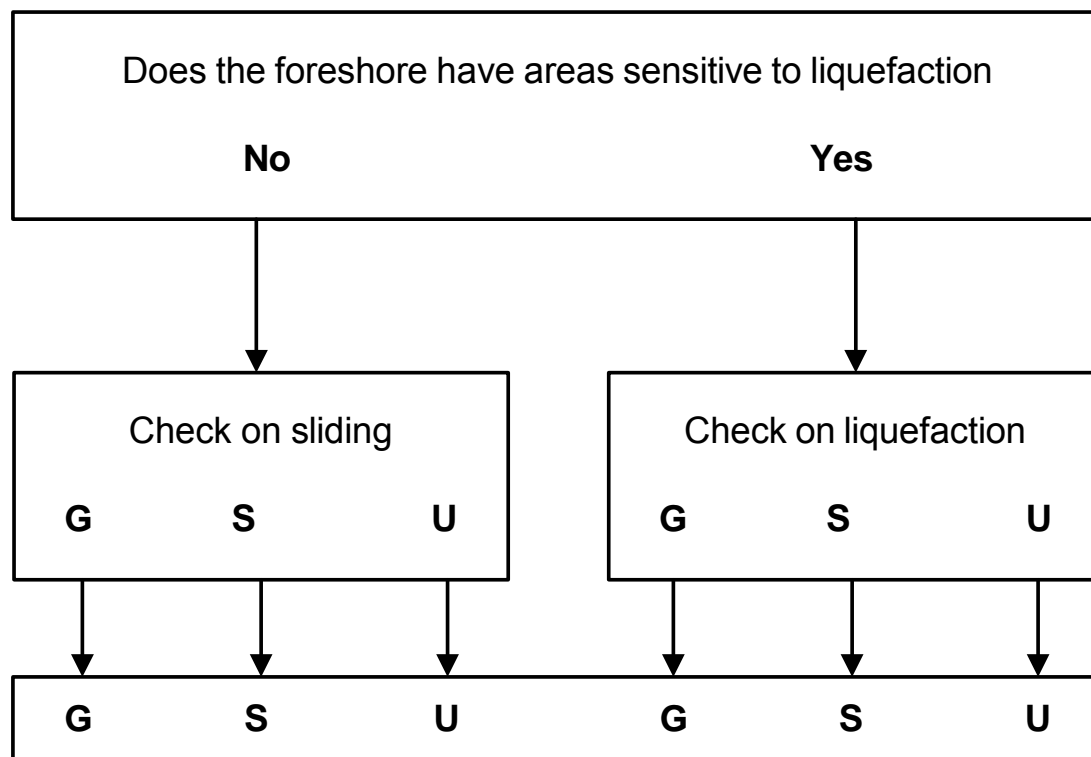 Does the foreshore have areas sensitive to liquefaction
No Yes
Check on sliding
G S U
Check on liquefaction
G S U
G S U G S U